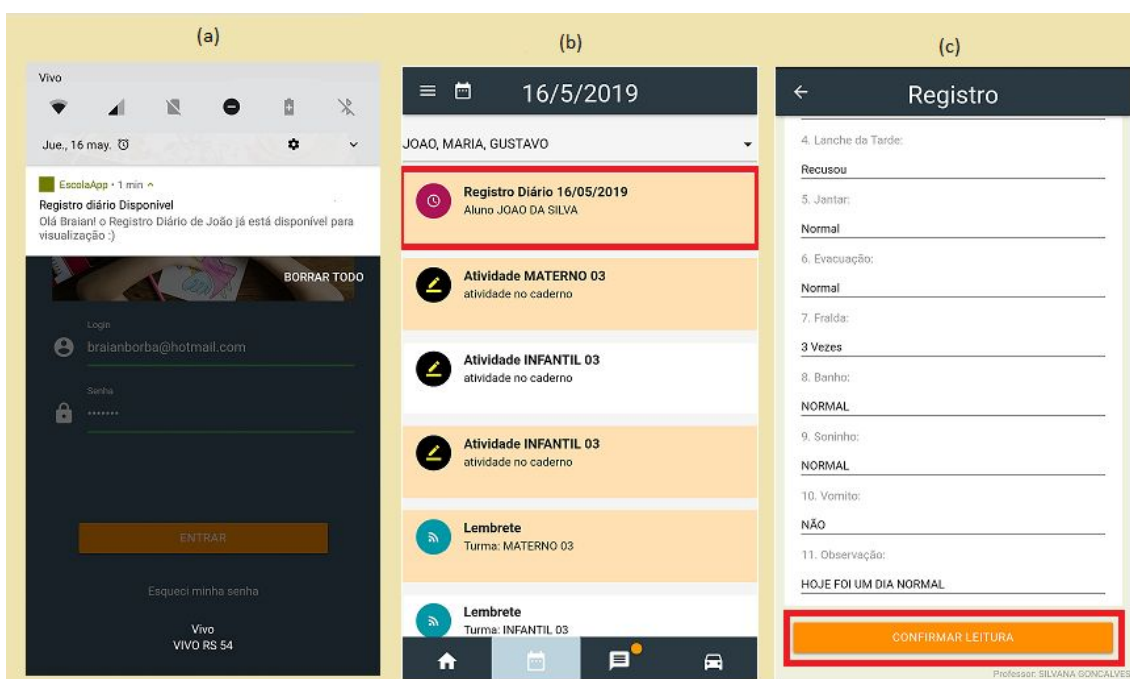 (a)
Vivo
Jue., 16 may.
EscolaApp • 1 min
Registro diário Disponivel
Olá Braian! o Registro Diário de João já está disponível para
visualização :)
BORRAR TODO
Login
braianborba@hotmail.com
Senha
•••••••
ENTRAR
Esqueci minha senha
Vivo
VIVO RS 54
(b)
16/5/2019
JOAO, MARIA, GUSTAVO
Registro Diário 16/05/2019
Aluno JOAO DA SILVA
Atividade MATERNO 03
atividade no caderno
Atividade INFANTIL 03
atividade no caderno
Atividade INFANTIL 03
atividade no caderno
Lembrete
Turma: MATERNO 03
Lembrete
Turma: INFANTIL 03
(c)
Registro
4. Lanche da Tarde:
Recusou
5. Jantar:
Normal
6. Evacuação:
Normal
7. Fralda:
3 Vezes
8. Banho:
NORMAL
9. Soninho:
NORMAL
10. Vomito:
NÃO
11. Observação:
HOJE FOI UM DIA NORMAL
CONFIRMAR LEITURA
Professor: SILVANA GONCALVES